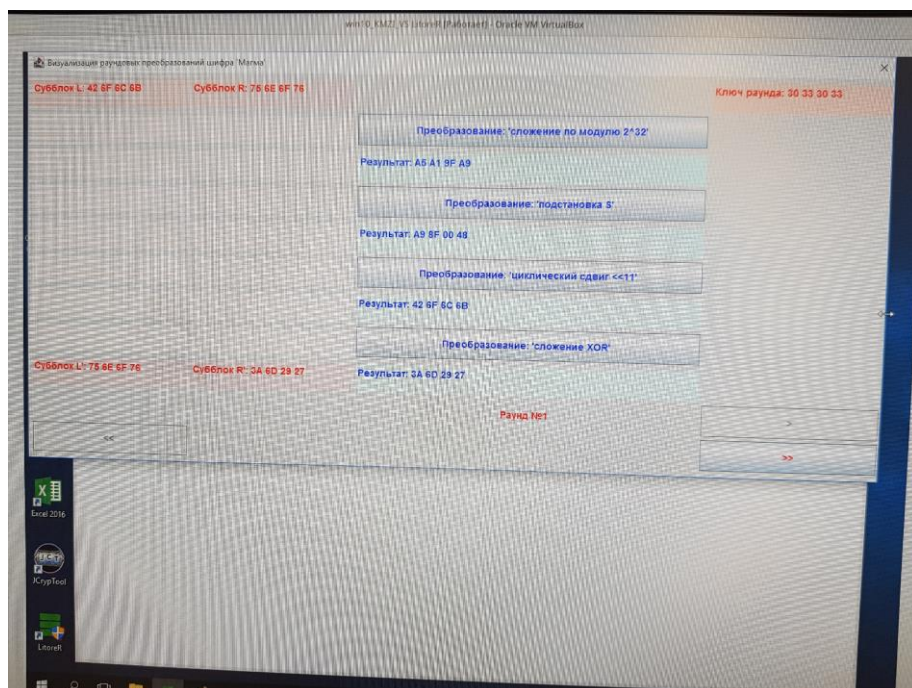 win10_KMZI_VS LitoreR [Работает] - Oracle VM VirtualBox
Визуализация раундовых преобразований шифра 'Магма'
Субблок L: 42 6F 6C 6B
Субблок R: 75 6E 6F 76
Ключ раунда: 30 33 30 33
Преобразование: 'сложение по модулю 2^32'
Результат: A5 A1 9F A9
Преобразование: 'подстановка S'
Результат: A9 8F 00 48
Преобразование: 'циклический сдвиг <<11'
Результат: 42 6F 6C 6B
Преобразование: 'сложение XOR'
Субблок L': 75 6E 6F 76
Субблок R': 3A 6D 29 27
Результат: 3A 6D 29 27
Раунд №1
<<
>
>>
Excel 2016
JCrypTool
LitoreR